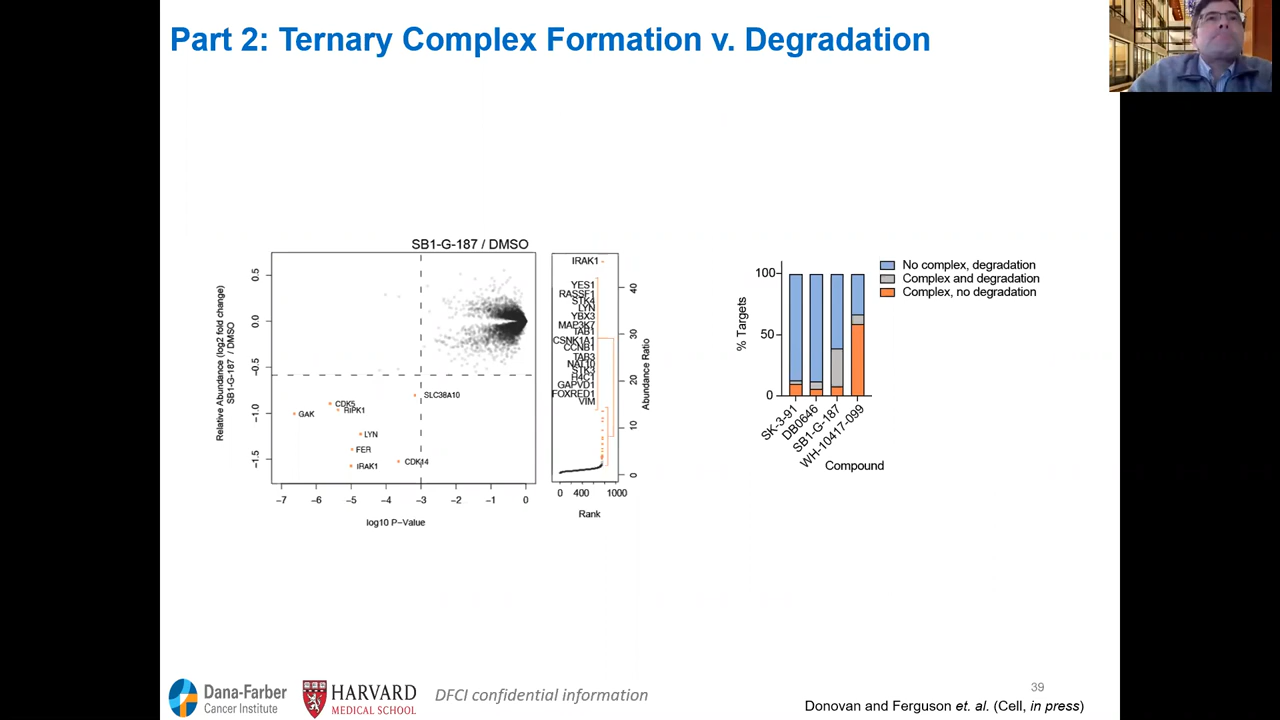 Part 2: Ternary Complex Formation v. Degradation
SB1-G-187 / DMSO
Relative Abundance (log2 fold change)
SB1-G-187 / DMSO
0.5
0.0
−0.5
−1.0
−1.5
SLC38A10
CDK5
RIPK1
GAK
LYN
FER
IRAK1
CDK14
−7 −6 −5 −4 −3 −2 −1 0
log10 P−Value
IRAK1
YES1
RASSF1
STK4
LYN
YBX3
MAP3K7
TAB1
CSNK1A1
CCNB1
TAB3
NAL10
STK3
H4C1
GAPVD1
FOXRED1
VIM
40
30
20
10
0
Abundance Ratio
0 400 1000
Rank
% Targets
100
50
0
No complex, degradation
Complex and degradation
Complex, no degradation
SK-3-91
DB0646
SB1-G-187
WH-10417-099
Compound
Dana-Farber
Cancer Institute
HARVARD
MEDICAL SCHOOL
DFCI confidential information
39
Donovan and Ferguson et. al. (Cell, in press)